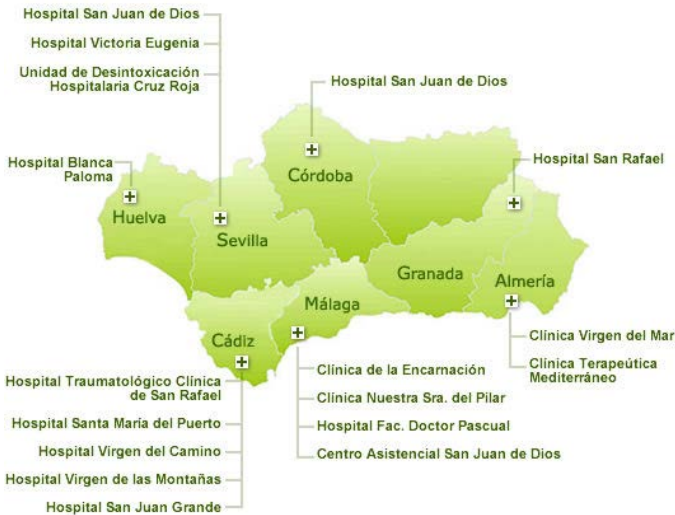 Hospital San Juan de Dios
Hospital Victoria Eugenia
Unidad de Desintoxicación
Hospitalaria Cruz Roja
Hospital San Juan de Dios
Hospital Blanca
Paloma
Hospital San Rafael
Córdoba
Huelva
Sevilla
Granada
Almería
Málaga
Cádiz
Clínica Virgen del Mar
Clínica Terapeútica
Mediterráneo
Clínica de la Encarnación
Clínica Nuestra Sra. del Pilar
Hospital Fac. Doctor Pascual
Centro Asistencial San Juan de Dios
Hospital Traumatológico Clínica
de San Rafael
Hospital Santa María del Puerto
Hospital Virgen del Camino
Hospital Virgen de las Montañas
Hospital San Juan Grande